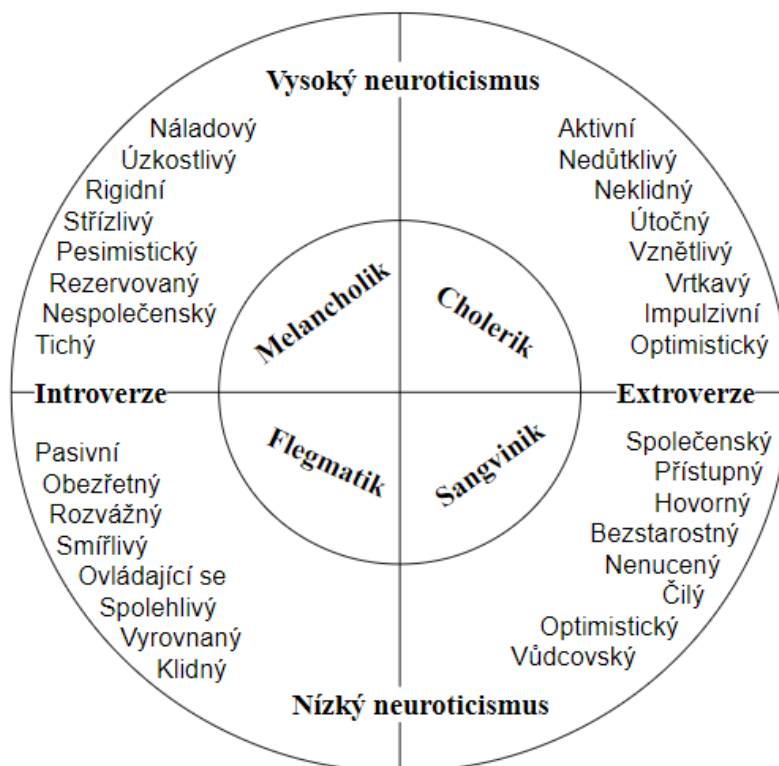 Vysoký neuroticismus
Náladový
Úzkostlivý
Rigidní
Střízlivý
Pesimistický
Rezervovaný
Nespolečenský
Tichý
Aktivní
Nedůtklivý
Neklidný
Útočný
Vznětlivý
Vrtkavý
Impulzivní
Optimistický
Melancholik
Cholerik
Introverze
Extroverze
Flegmatik
Sangvinik
Pasivní
Obezřetný
Rozvážný
Smířlivý
Ovládající se
Spolehlivý
Vyrovnaný
Klidný
Společenský
Přístupný
Hovorný
Bezstarostný
Nenucený
Čilý
Optimistický
Vůdcovský
Nízký neuroticismus